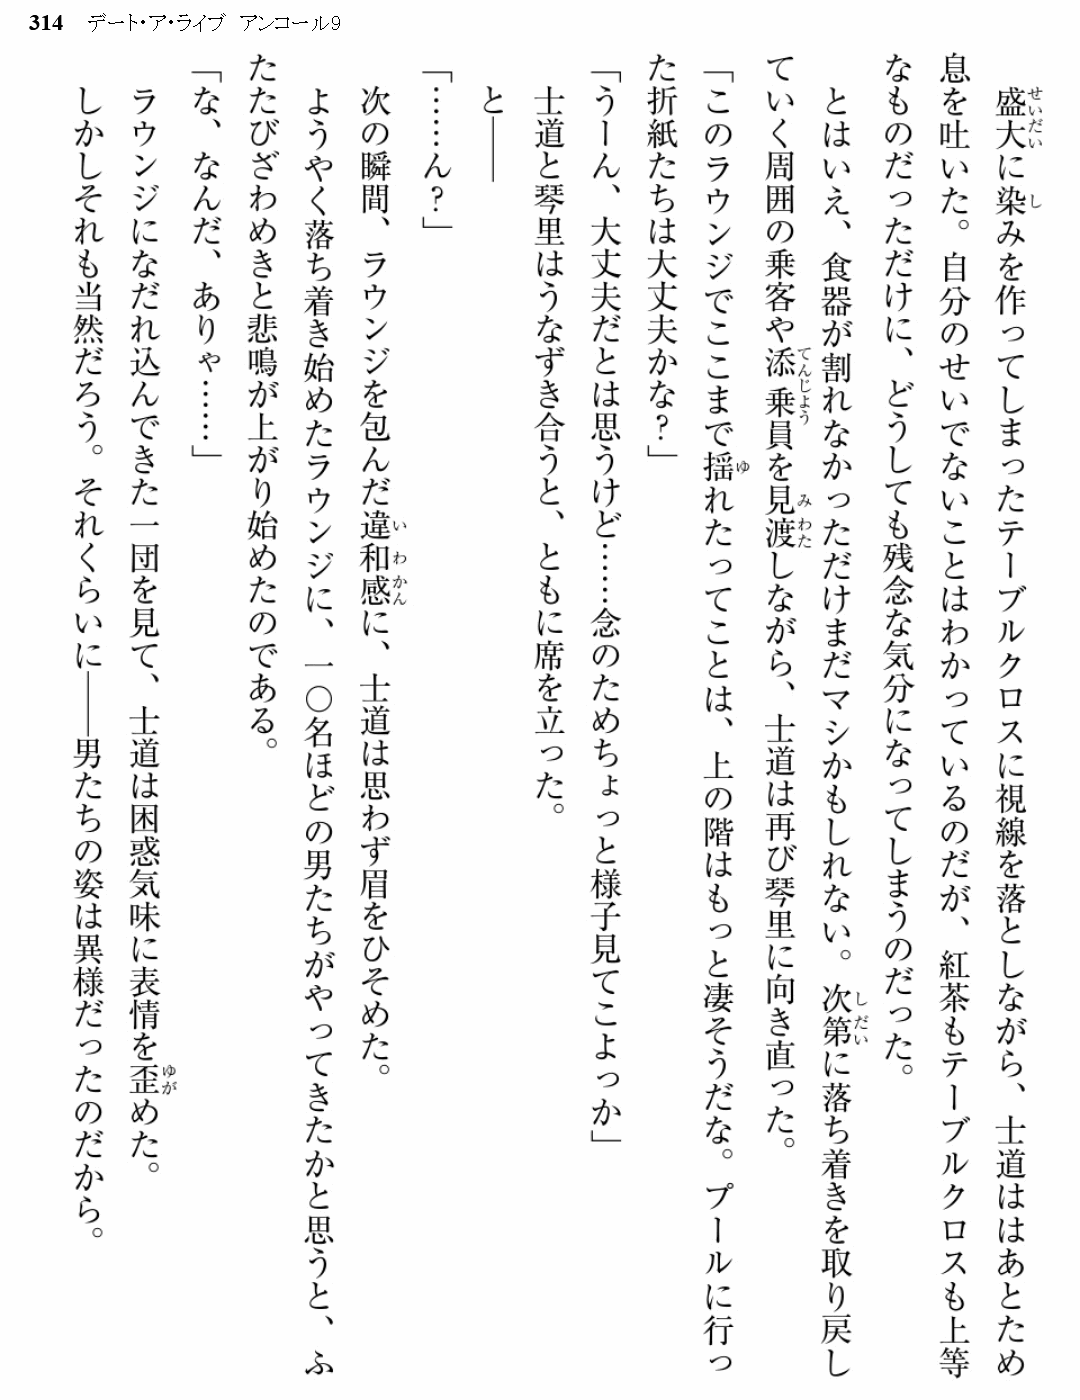 314 デート・ア・ライブ アンコール9
盛大に染みを作ってしまったテーブルクロスに視線を落としながら、士道ははあとため
息を吐いた。自分のせいでないことはわかっているのだが、紅茶もテーブルクロスも上等
なものだっただけに、どうしても残念な気分になってしまうのだった。
とはいえ、食器が割れなかっただけまだマシかもしれない。次第に落ち着きを取り戻し
ていく周囲の乗客や添乗員を見渡しながら、士道は再び琴里に向き直った。
「このラウンジでここまで揺れたってことは、上の階はもっと凄そうだな。プールに行っ
た折紙たちは大丈夫かな?」
「うーん、大丈夫だとは思うけど……念のためちょっと様子見てこよっか」
士道と琴里はうなずき合うと、ともに席を立った。
と――
「……ん?」
次の瞬間、ラウンジを包んだ違和感に、士道は思わず眉をひそめた。
ようやく落ち着き始めたラウンジに、一〇名ほどの男たちがやってきたかと思うと、ふ
たたびざわめきと悲鳴が上がり始めたのである。
「な、なんだ、ありゃ……」
ラウンジになだれ込んできた一団を見て、士道は困惑気味に表情を歪めた。
しかしそれも当然だろう。それくらいに――男たちの姿は異様だったのだから。